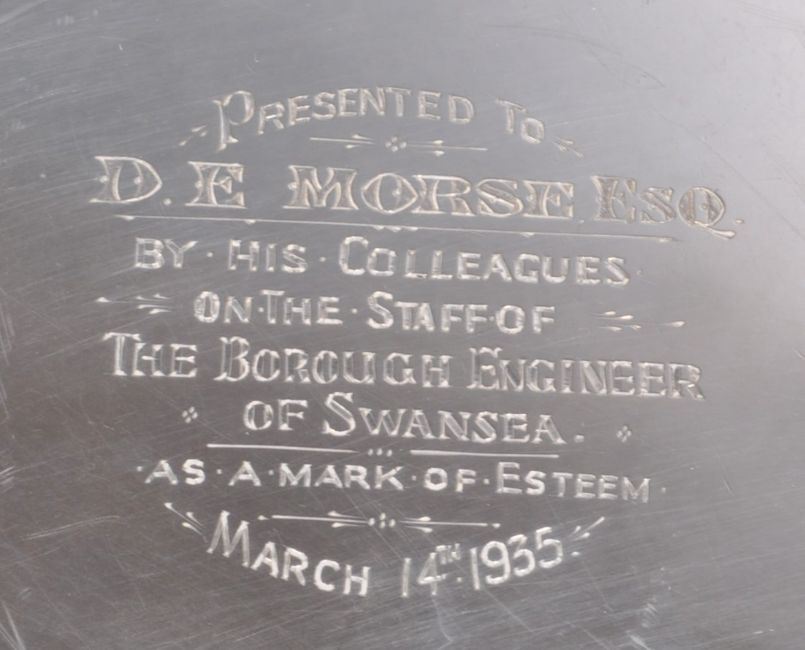 PRESENTED TO
D. E MORSE ESQ.
BY · HIS · COLLEAGUES ·
ON · THE · STAFF · OF
THE BOROUGH ENGINEER
OF SWANSEA.
· AS · A · MARK · OF · ESTEEM ·
MARCH 14TH 1935